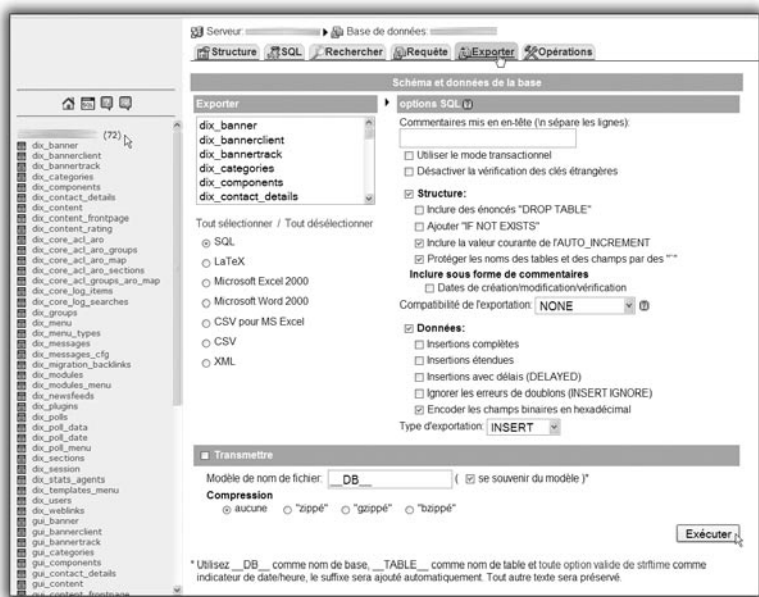 Serveur: ▶ Base de données:
Structure SQL Rechercher Requête Exporter Opérations
Schéma et données de la base
(72)
dix_banner
dix_bannerclient
dix_bannertrack
dix_categories
dix_components
dix_contact_details
dix_content
dix_content_frontpage
dix_content_rating
dix_core_acl_aro
dix_core_acl_aro_groups
dix_core_acl_aro_map
dix_core_acl_aro_sections
dix_core_acl_groups_aro_map
dix_core_log_items
dix_core_log_searches
dix_groups
dix_menu
dix_menu_types
dix_messages
dix_messages_cfg
dix_migration_backlinks
dix_modules
dix_modules_menu
dix_newsfeeds
dix_plugins
dix_polls
dix_poll_data
dix_poll_date
dix_poll_menu
dix_sections
dix_session
dix_stats_agents
dix_templates_menu
dix_users
dix_weblinks
gui_banner
gui_bannerclient
gui_bannertrack
gui_categories
gui_components
gui_contact_details
gui_content
gui_content_frontpage
Exporter
dix_banner
dix_bannerclient
dix_bannertrack
dix_categories
dix_components
dix_contact_details
Tout sélectionner / Tout désélectionner
SQL
LaTeX
Microsoft Excel 2000
Microsoft Word 2000
CSV pour MS Excel
CSV
XML
options SQL
Commentaires mis en en-tête (\n sépare les lignes):
Utiliser le mode transactionnel
Désactiver la vérification des clés étrangères
Structure:
Inclure des énoncés "DROP TABLE"
Ajouter "IF NOT EXISTS"
Inclure la valeur courante de l'AUTO_INCREMENT
Protéger les noms des tables et des champs par des "`"
Inclure sous forme de commentaires
Dates de création/modification/vérification
Compatibilité de l'exportation: NONE
Données:
Insertions complètes
Insertions étendues
Insertions avec délais (DELAYED)
Ignorer les erreurs de doublons (INSERT IGNORE)
Encoder les champs binaires en hexadécimal
Type d'exportation: INSERT
Transmettre
Modèle de nom de fichier: __DB__ ( se souvenir du modèle )*
Compression
aucune "zippé" "gzippé" "bzippé"
Exécuter
* Utilisez __DB__ comme nom de base, __TABLE__ comme nom de table et toute option valide de strftime comme
indicateur de date/heure, le suffixe sera ajouté automatiquement. Tout autre texte sera préservé.